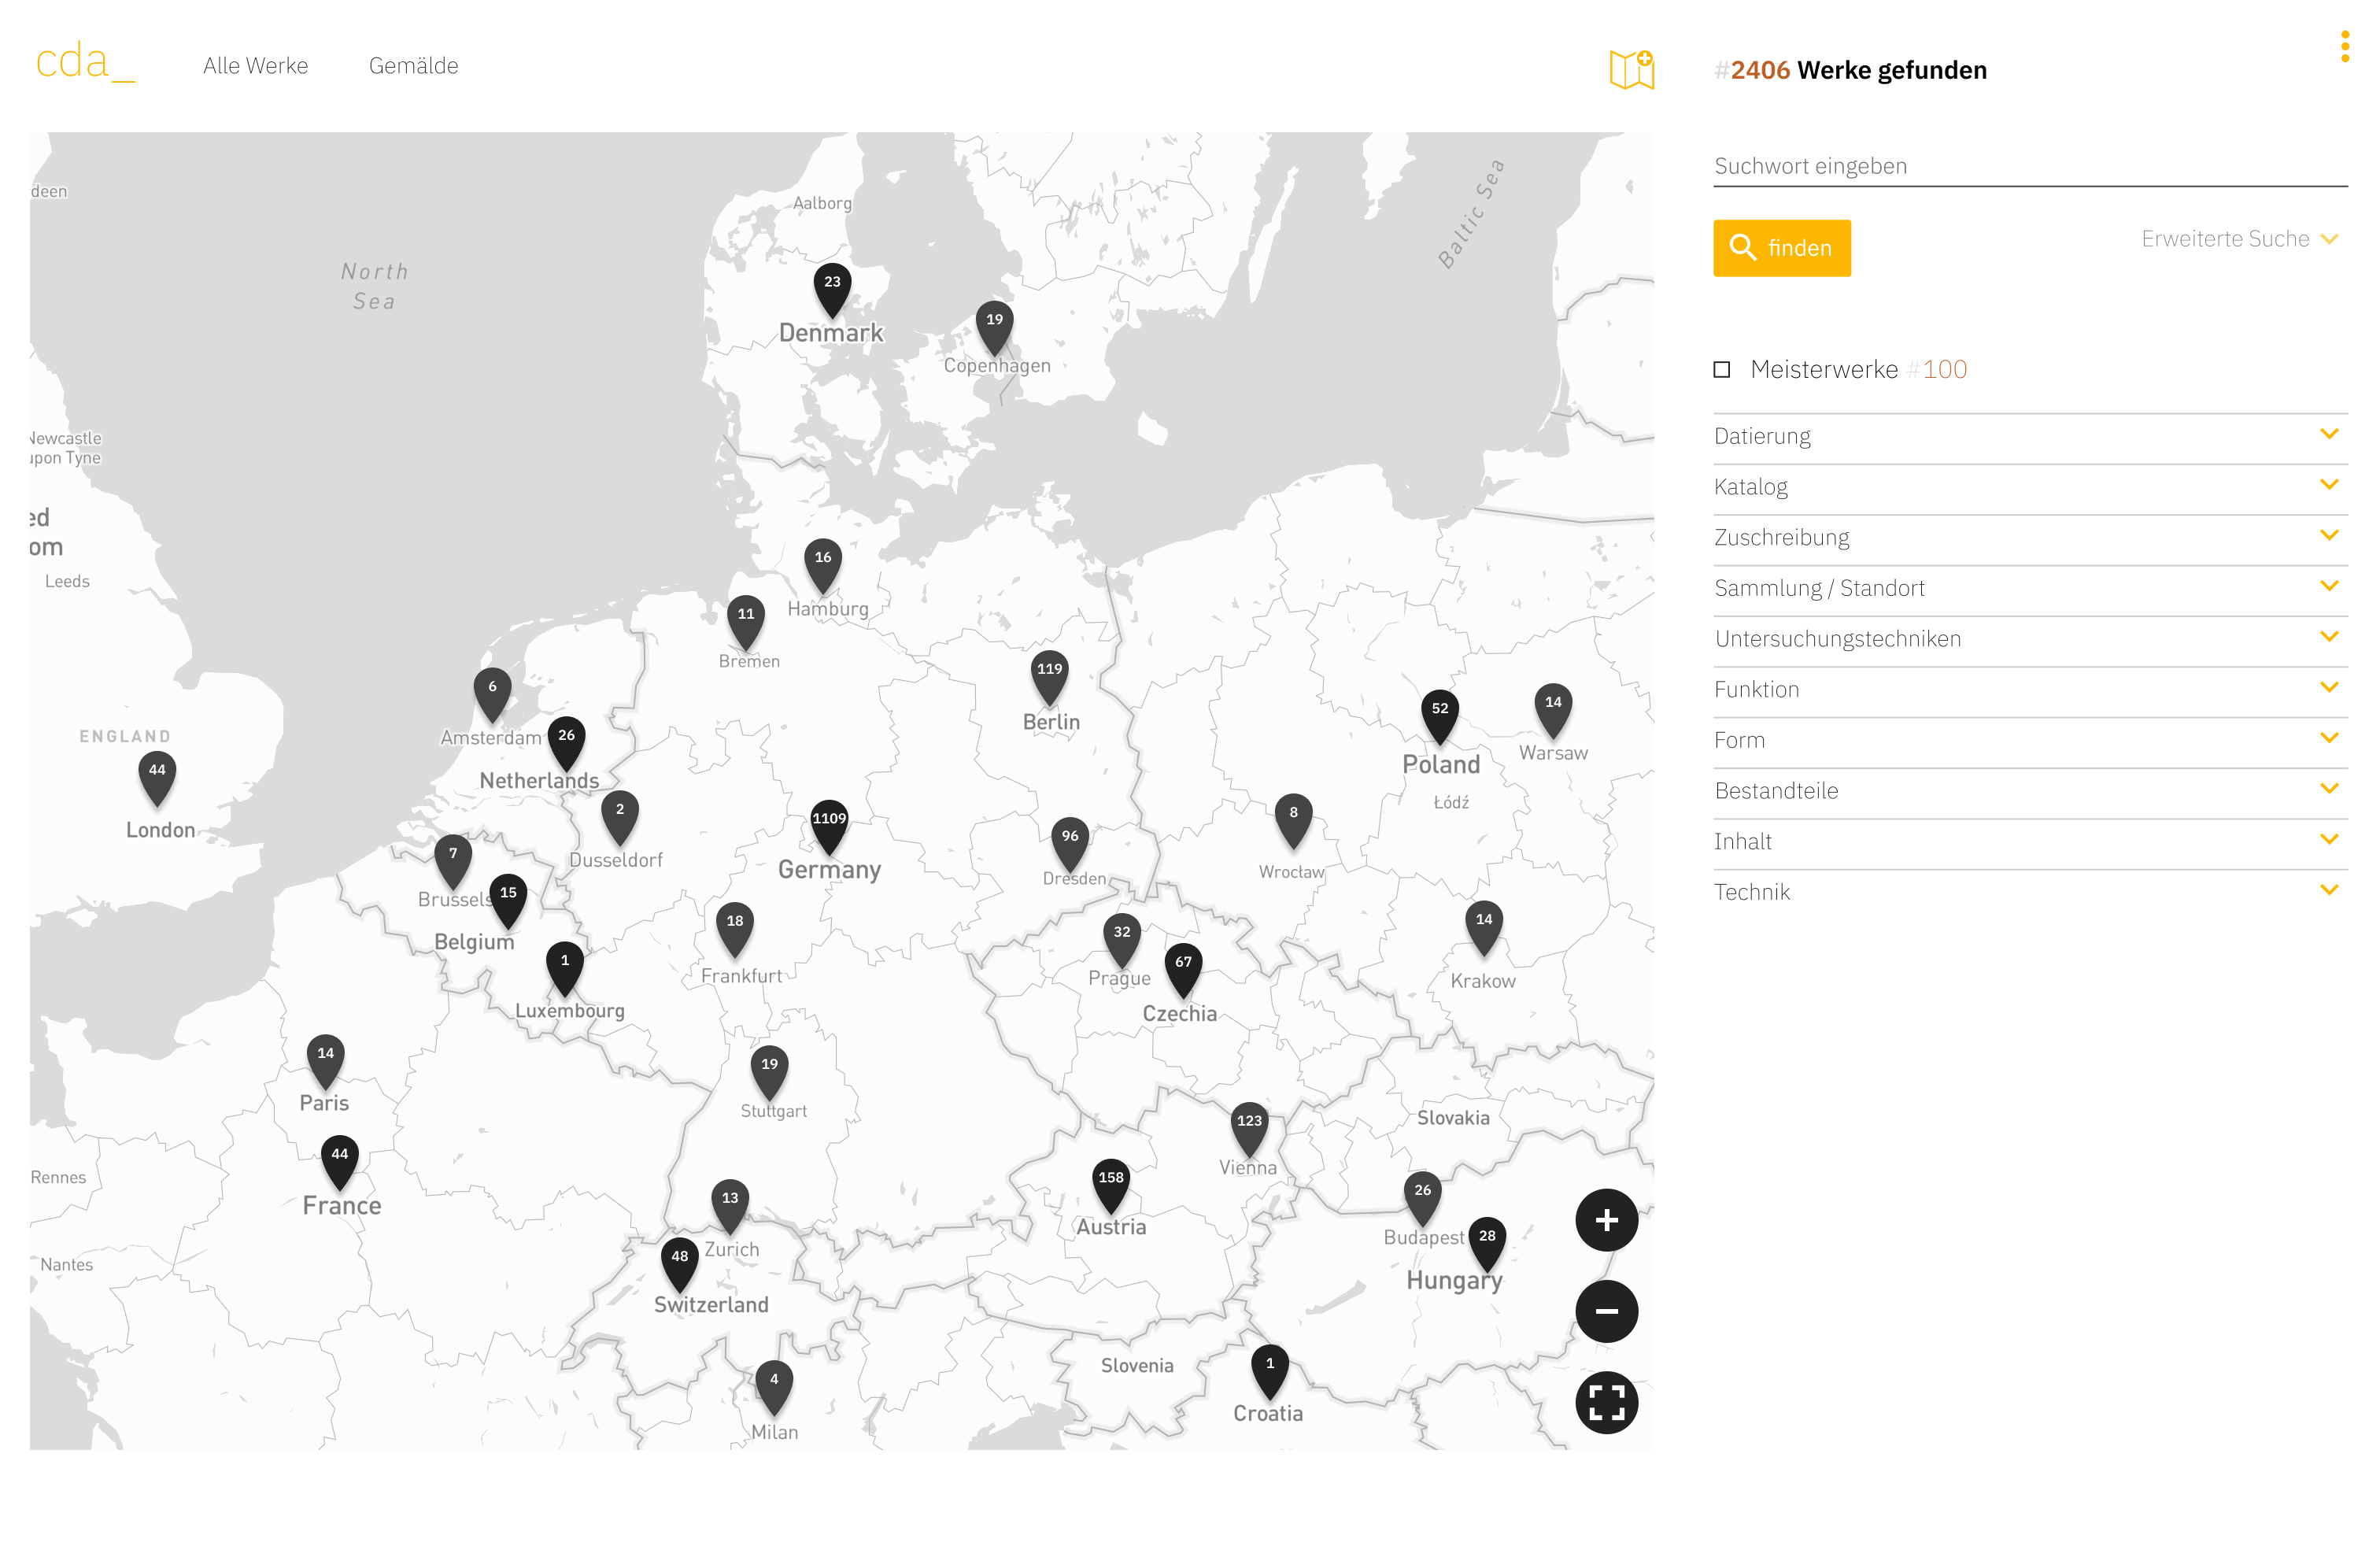 cda_
Alle Werke
Gemälde
#2406 Werke gefunden
Suchwort eingeben
finden
Erweiterte Suche
Meisterwerke #100
Datierung
Katalog
Zuschreibung
Sammlung / Standort
Untersuchungstechniken
Funktion
Form
Bestandteile
Inhalt
Technik
deen
Aalborg
North
Sea
Baltic Sea
23
Denmark
19
Copenhagen
Newcastle
upon Tyne
ed
om
Leeds
16
Hamburg
11
Bremen
119
Berlin
6
Amsterdam
26
Netherlands
52
Poland
14
Warsaw
Łódź
ENGLAND
44
London
2
Dusseldorf
1109
Germany
96
Dresden
8
Wrocław
7
Brussels
15
Belgium
18
Frankfurt
32
Prague
67
Czechia
14
Krakow
1
Luxembourg
14
Paris
19
Stuttgart
123
Vienna
Slovakia
44
France
Rennes
Nantes
13
Zurich
48
Switzerland
158
Austria
26
Budapest
28
Hungary
4
Milan
Slovenia
1
Croatia